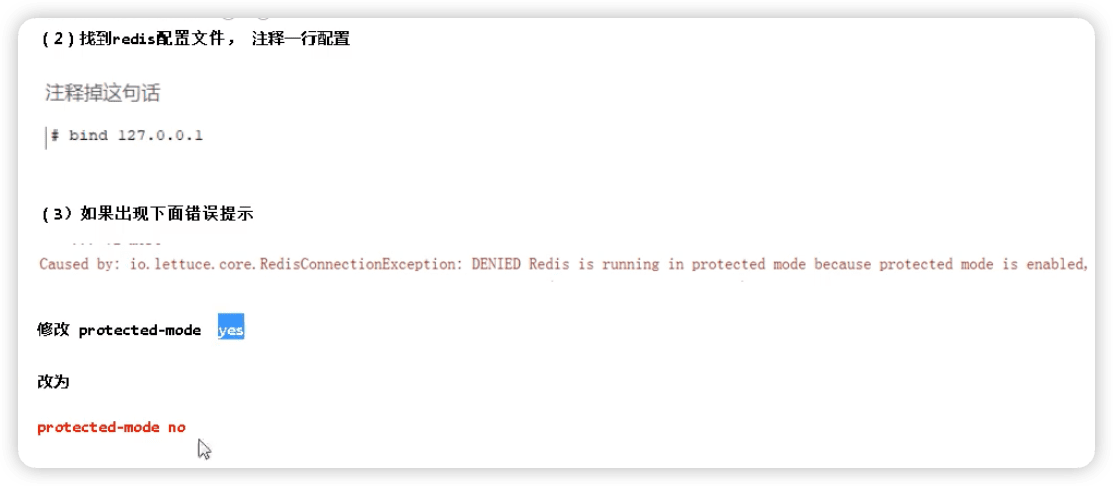 (2)找到redis配置文件， 注释一行配置
注释掉这句话
# bind 127.0.0.1
(3）如果出现下面错误提示
Caused by: io.lettuce.core.RedisConnectionException: DENIED Redis is running in protected mode because protected mode is enabled,
修改 protected-mode yes
改为
protected-mode no